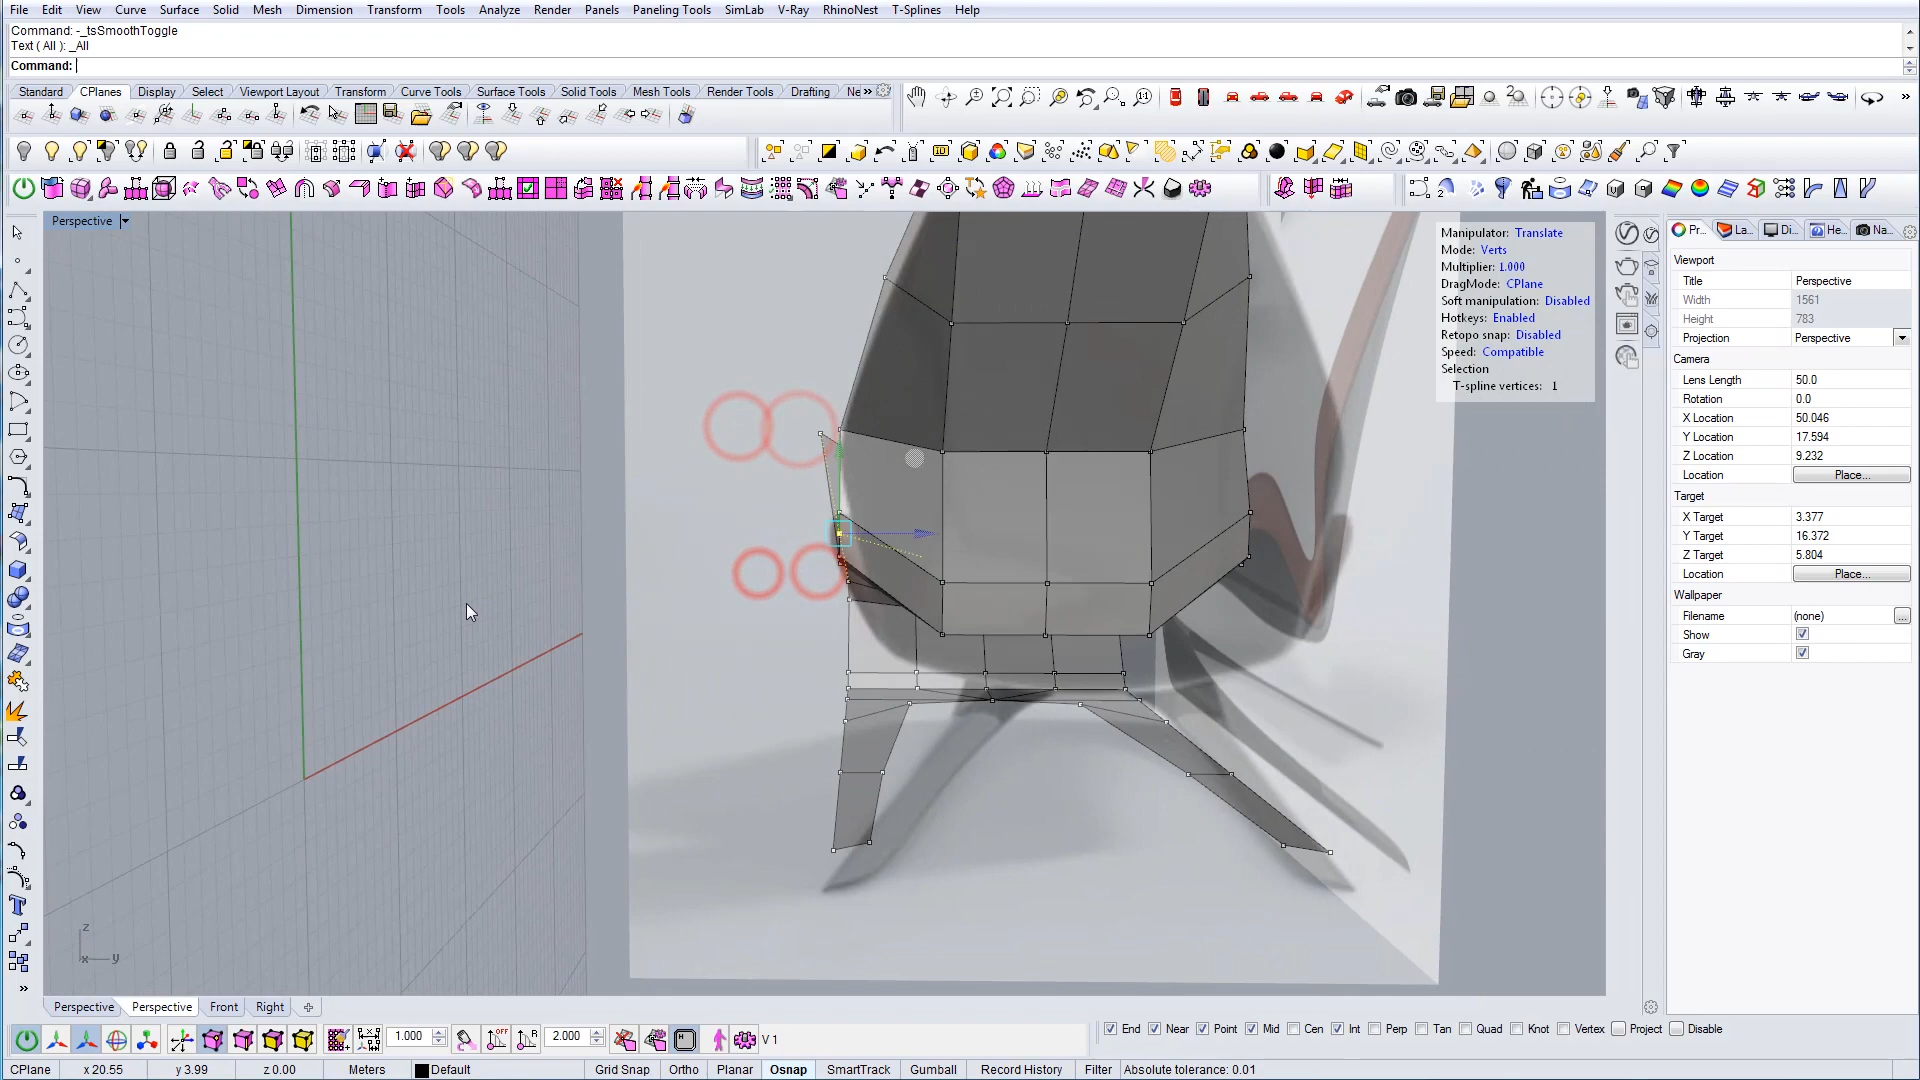 File Edit View Curve Surface Solid Mesh Dimension Transform Tools Analyze Render Panels Paneling Tools SimLab V-Ray RhinoNest T-Splines Help
Command: -_tsSmoothToggle
Text ( All ): _All
Command:
Standard CPlanes Display Select Viewport Layout Transform Curve Tools Surface Tools Solid Tools Mesh Tools Render Tools Drafting Ne »
Perspective
Manipulator: Translate
Mode: Verts
Multiplier: 1.000
DragMode: CPlane
Soft manipulation: Disabled
Hotkeys: Enabled
Retopo snap: Disabled
Speed: Compatible
Selection
T-spline vertices: 1
Pr... La... Di... He... Na...
Viewport
Title Perspective
Width 1561
Height 783
Projection Perspective
Camera
Lens Length 50.0
Rotation 0.0
X Location 50.046
Y Location 17.594
Z Location 9.232
Location Place...
Target
X Target 3.377
Y Target 16.372
Z Target 5.804
Location Place...
Wallpaper
Filename (none) ...
Show
Gray
z
x y
Perspective Perspective Front Right
1.000 OFF R 2.000 H V 1
End Near Point Mid Cen Int Perp Tan Quad Knot Vertex Project Disable
CPlane x 20.55 y 3.99 z 0.00 Meters Default Grid Snap Ortho Planar Osnap SmartTrack Gumball Record History Filter Absolute tolerance: 0.01